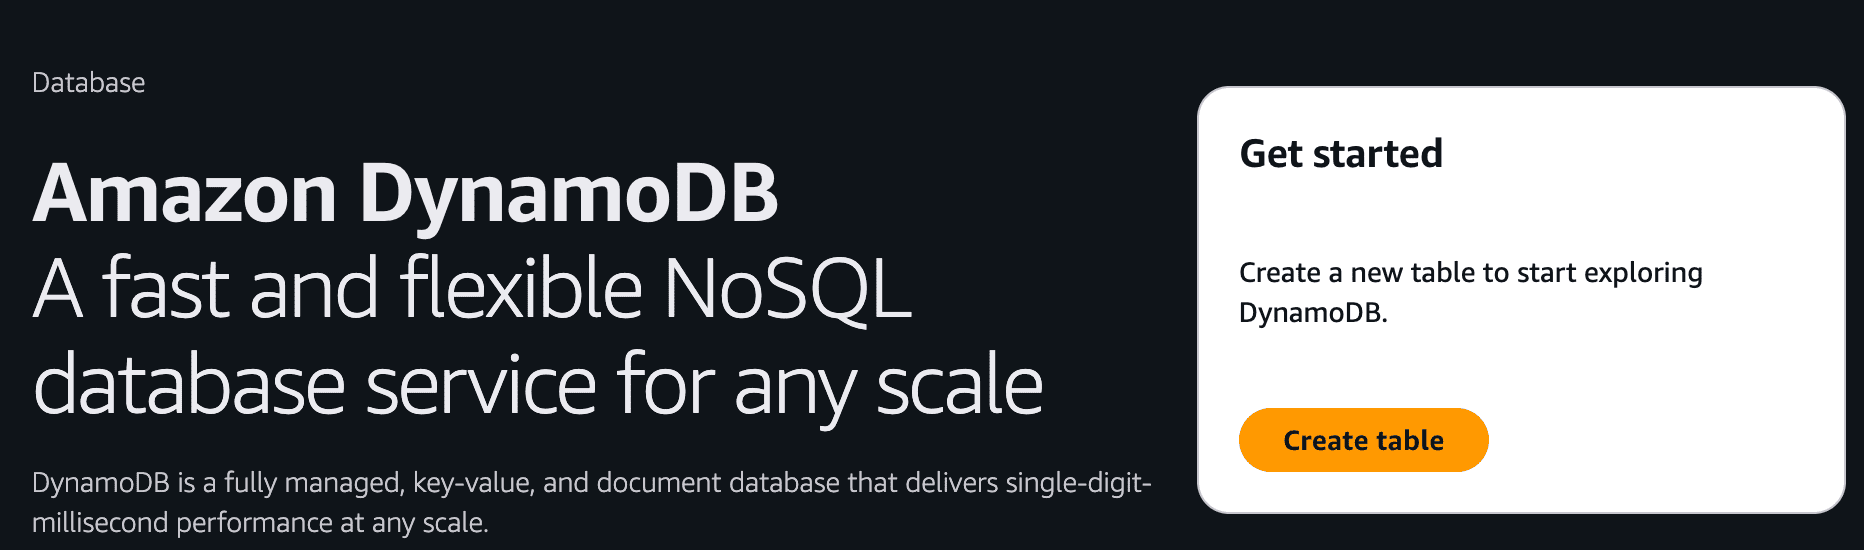 Database
Amazon DynamoDB
A fast and flexible NoSQL
database service for any scale
DynamoDB is a fully managed, key-value, and document database that delivers single-digit-
millisecond performance at any scale.
Get started
Create a new table to start exploring
DynamoDB.
Create table